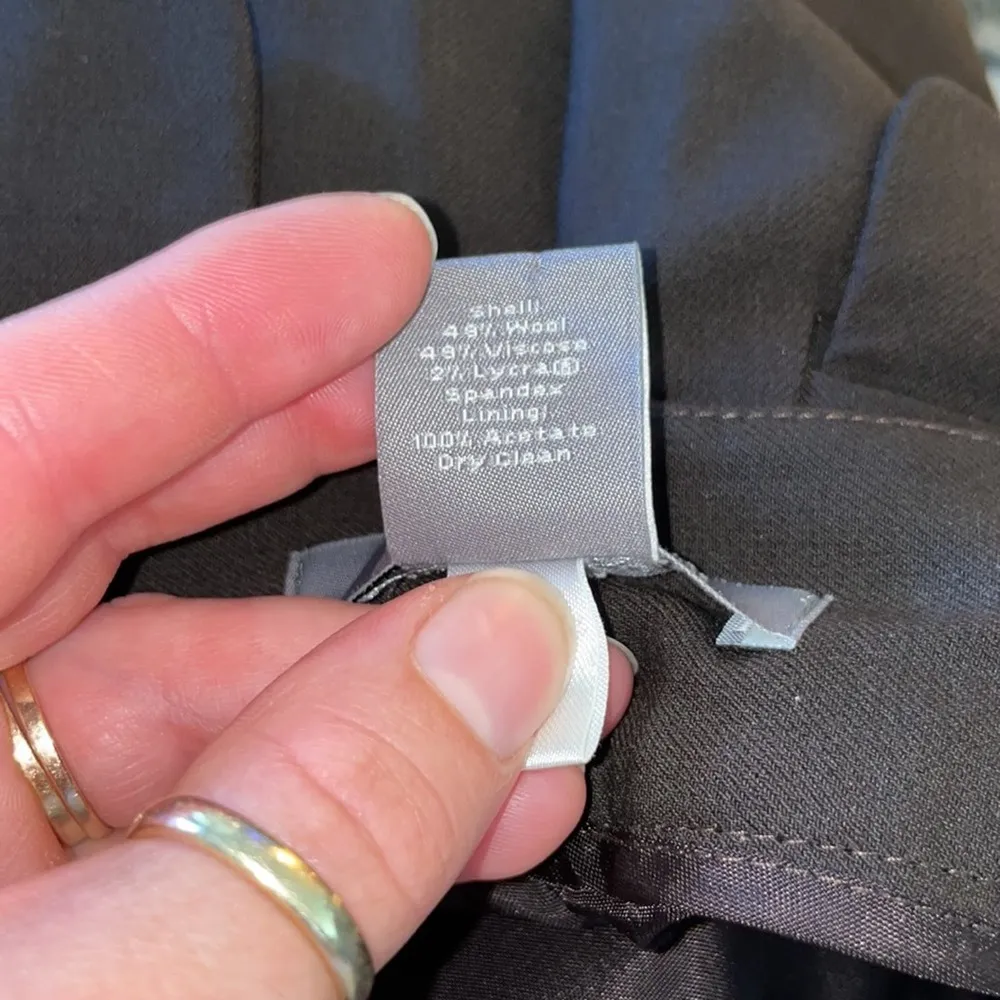 Shell:
49% Wool
49% Viscose
2% Lycra®
Spandex
Lining:
100% Acetate
Dry Clean